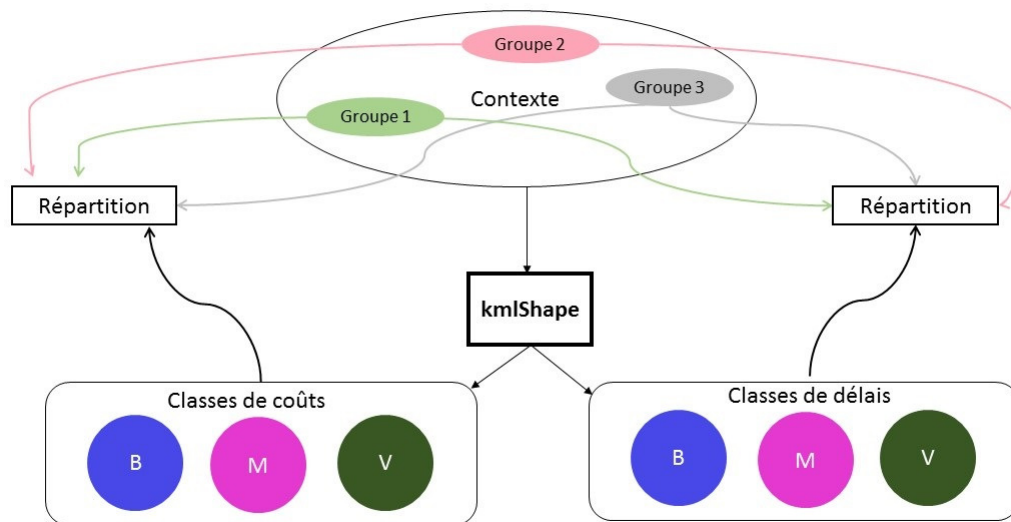 Groupe 2
Groupe 3
Contexte
Groupe 1
Répartition
Répartition
kmlShape
Classes de coûts
B
M
V
Classes de délais
B
M
V